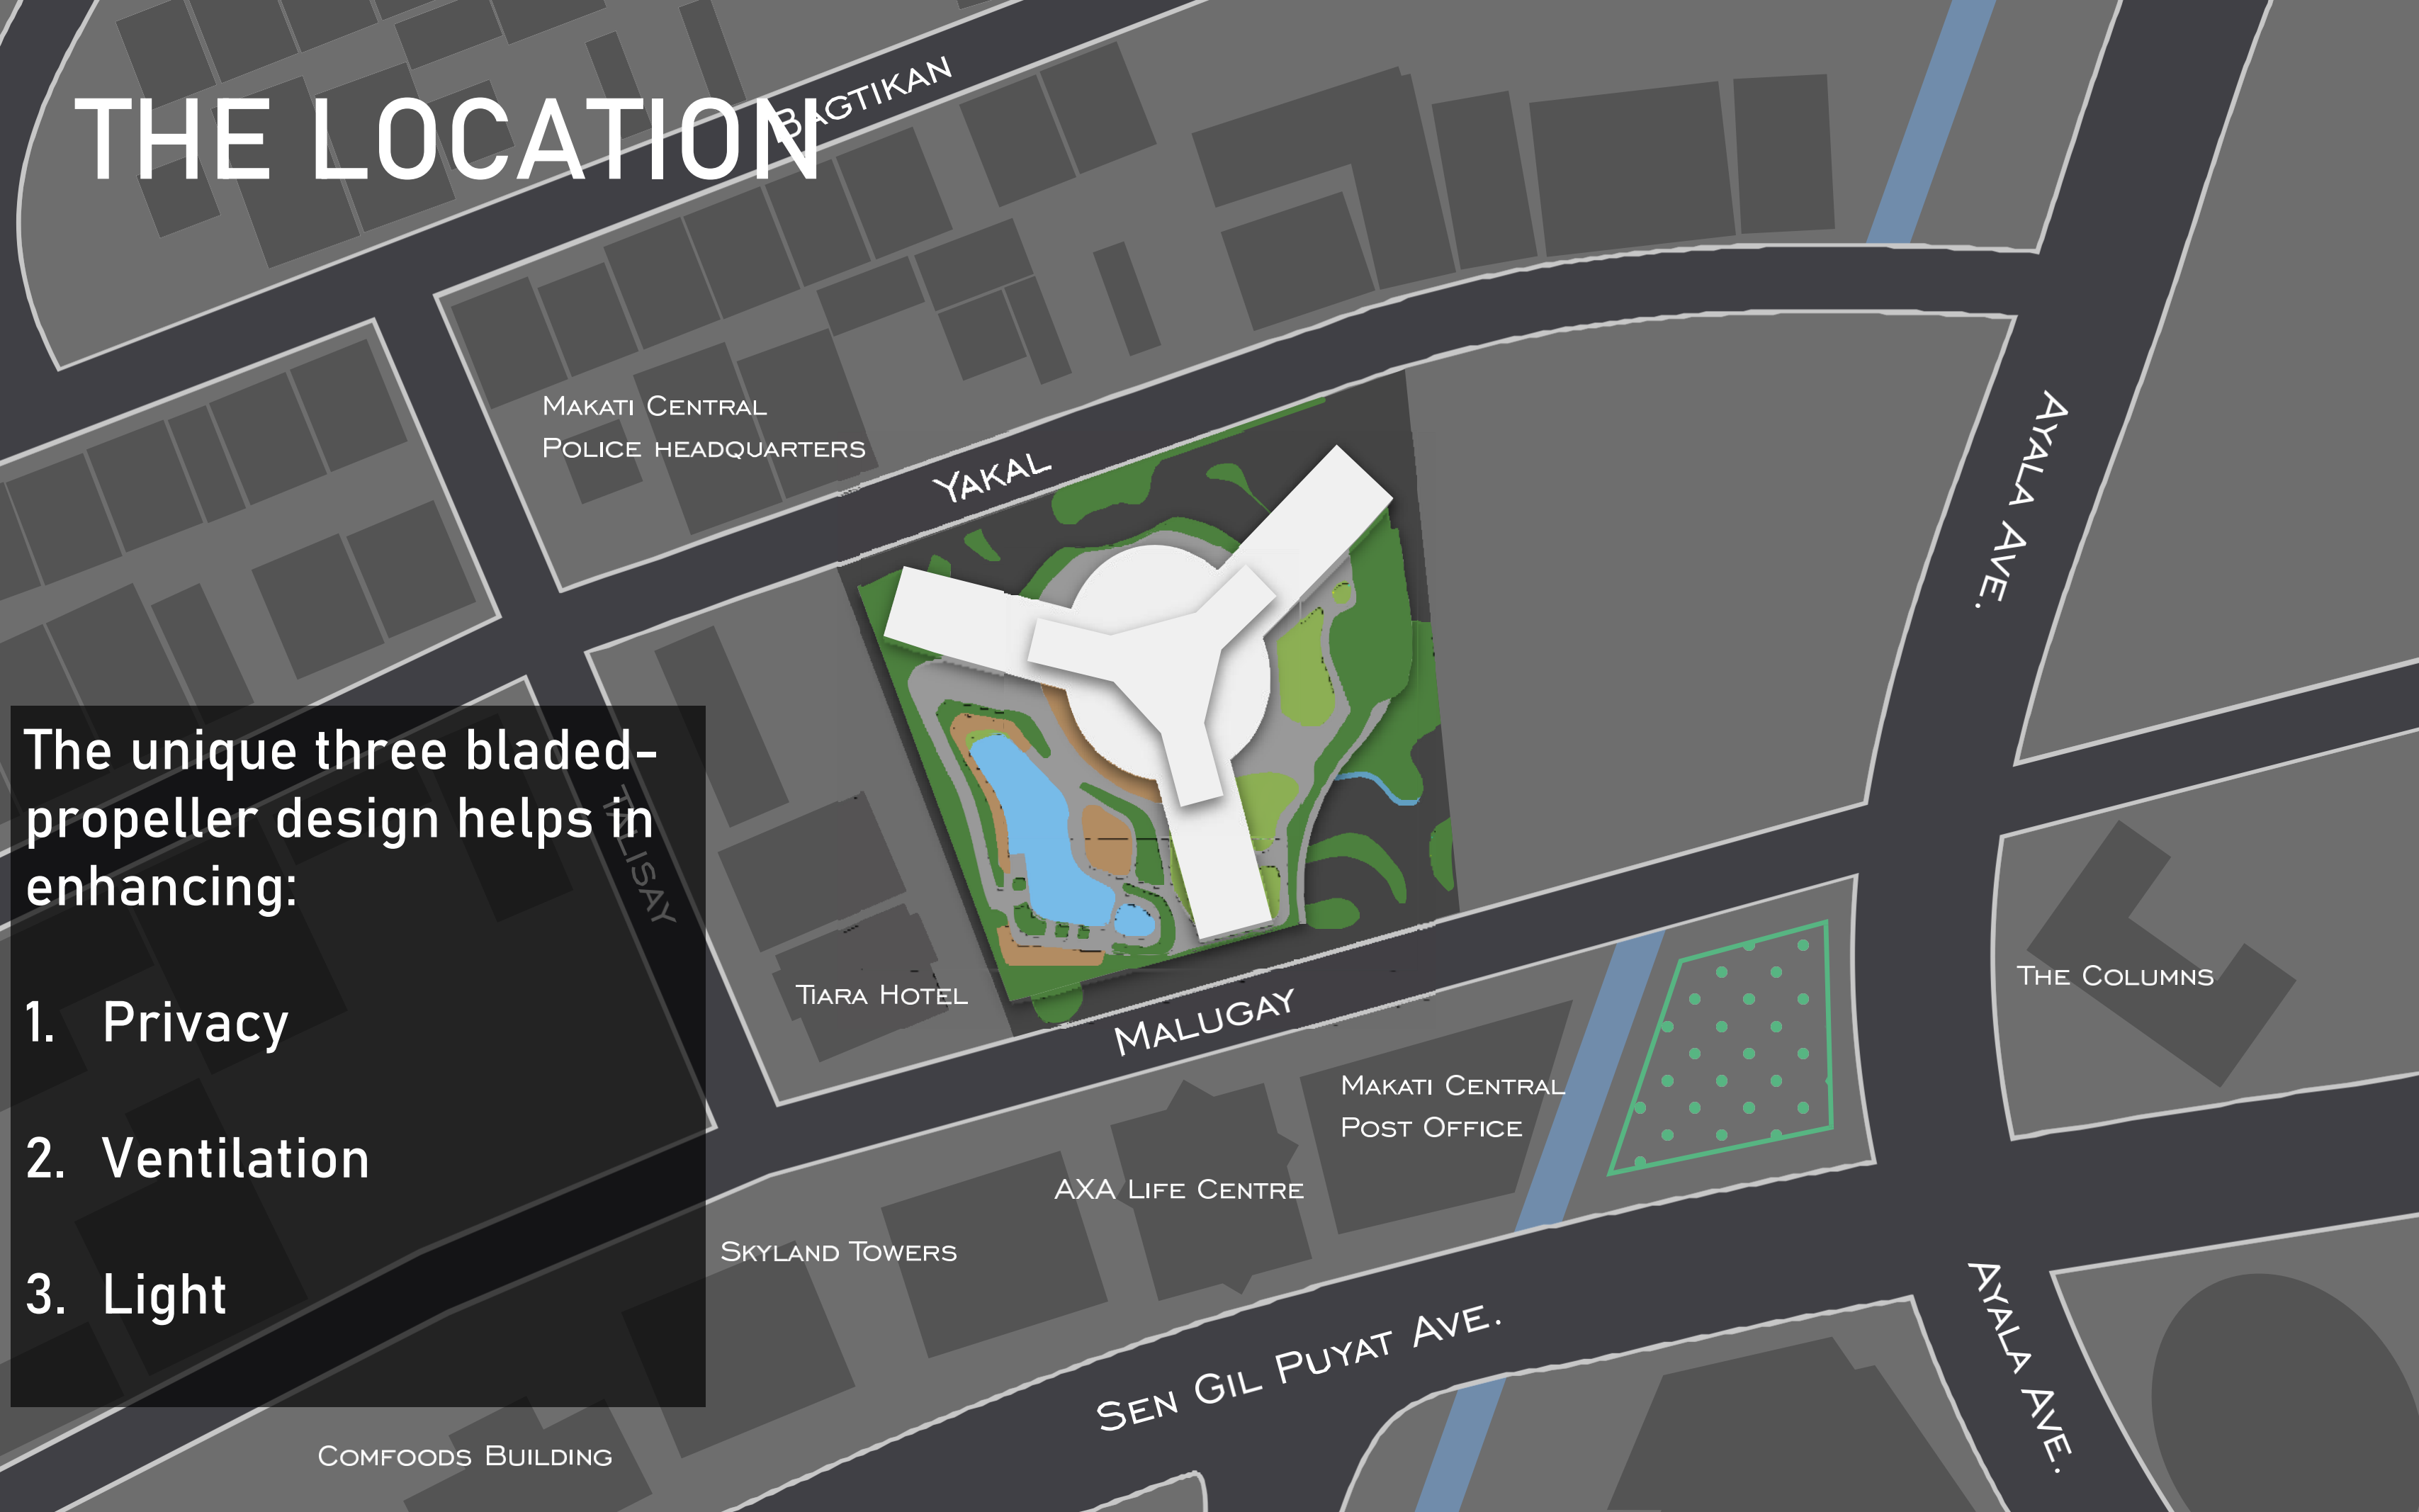 THE LOCATION
BAGTIKAN
MAKATI CENTRAL
POLICE HEADQUARTERS
YAKAL
AYALA AVE.
The unique three bladed-
propeller design helps in
enhancing:
1. Privacy
2. Ventilation
3. Light
TALISAY
TIARA HOTEL
MALUGAY
THE COLUMNS
MAKATI CENTRAL
POST OFFICE
AXA LIFE CENTRE
SKYLAND TOWERS
SEN GIL PUYAT AVE.
AYALA AVE.
COMFOODS BUILDING